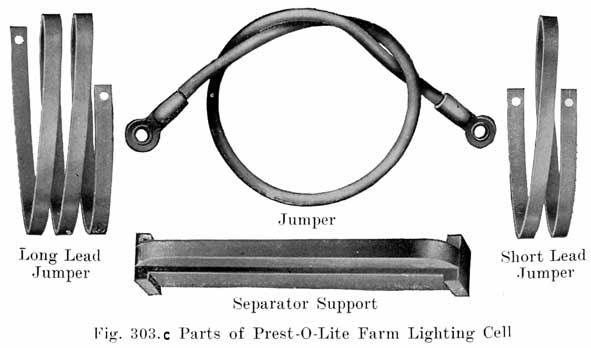 Jumper
Long Lead
Jumper
Short Lead
Jumper
Separator Support
Fig. 303.c Parts of Prest-O-Lite Farm Lighting Cell